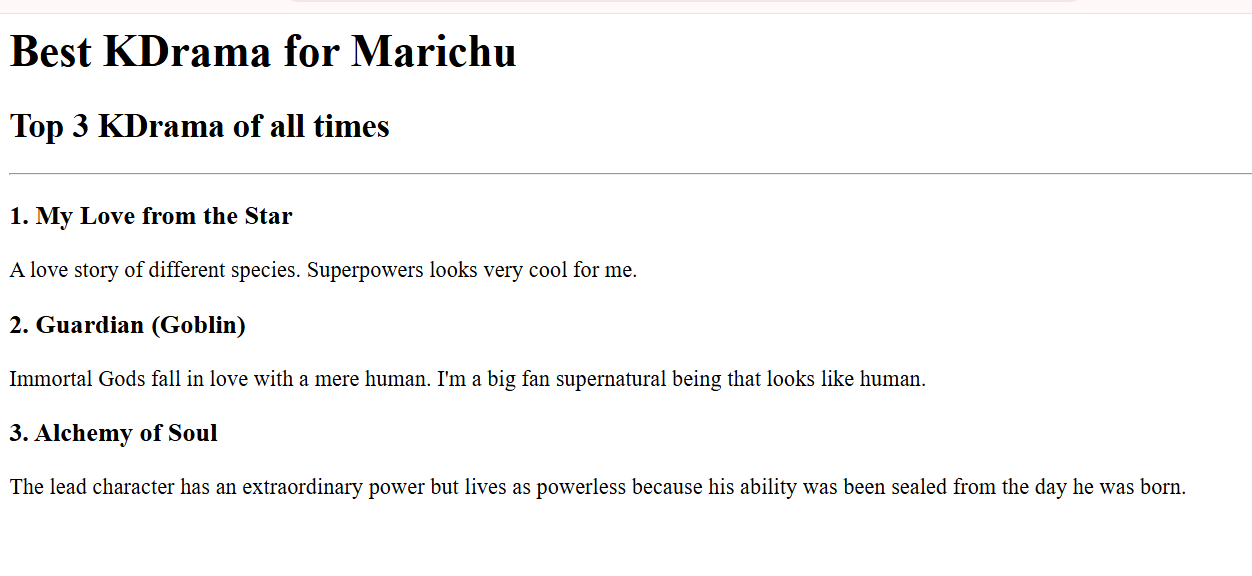 Best KDrama for Marichu
Top 3 KDrama of all times
1. My Love from the Star
A love story of different species. Superpowers looks very cool for me.
2. Guardian (Goblin)
Immortal Gods fall in love with a mere human. I'm a big fan supernatural being that looks like human.
3. Alchemy of Soul
The lead character has an extraordinary power but lives as powerless because his ability was been sealed from the day he was born.